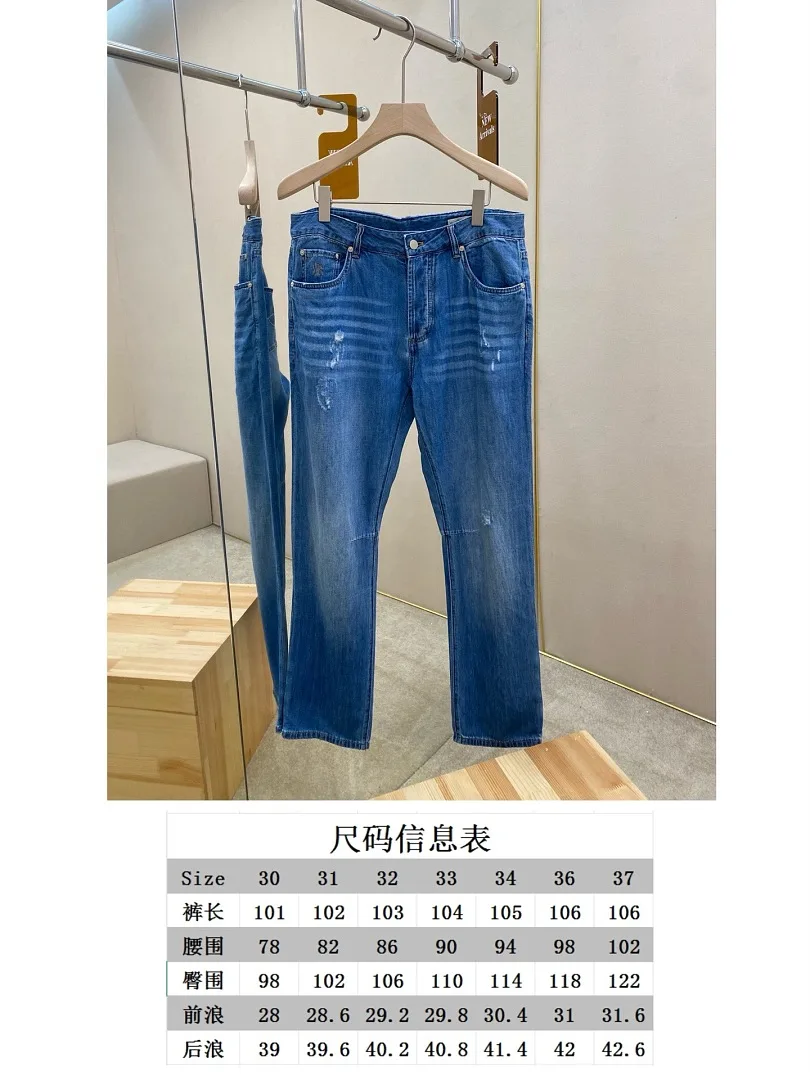 NEW
Arrivals
尺码信息表
Size 30 31 32 33 34 36 37
裤长 101 102 103 104 105 106 106
腰围 78 82 86 90 94 98 102
臀围 98 102 106 110 114 118 122
前浪 28 28.6 29.2 29.8 30.4 31 31.6
后浪 39 39.6 40.2 40.8 41.4 42 42.6